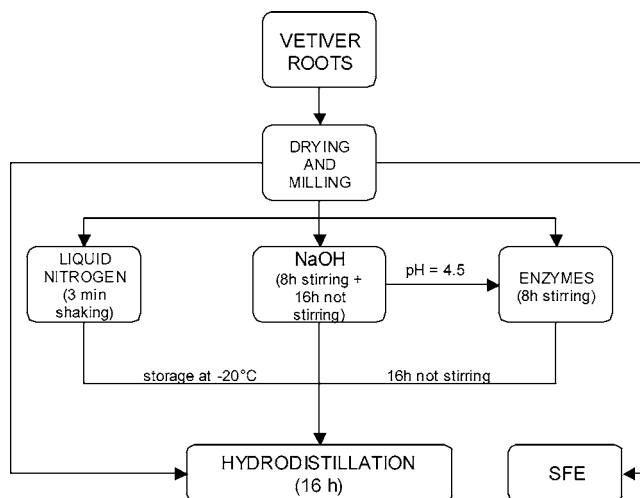 VETIVER
ROOTS
DRYING
AND
MILLING
LIQUID
NITROGEN
(3 min
shaking)
NaOH
(8h stirring +
16h not
stirring)
pH = 4.5
ENZYMES
(8h stirring)
storage at -20°C
16h not stirring
HYDRODISTILLATION
(16 h)
SFE